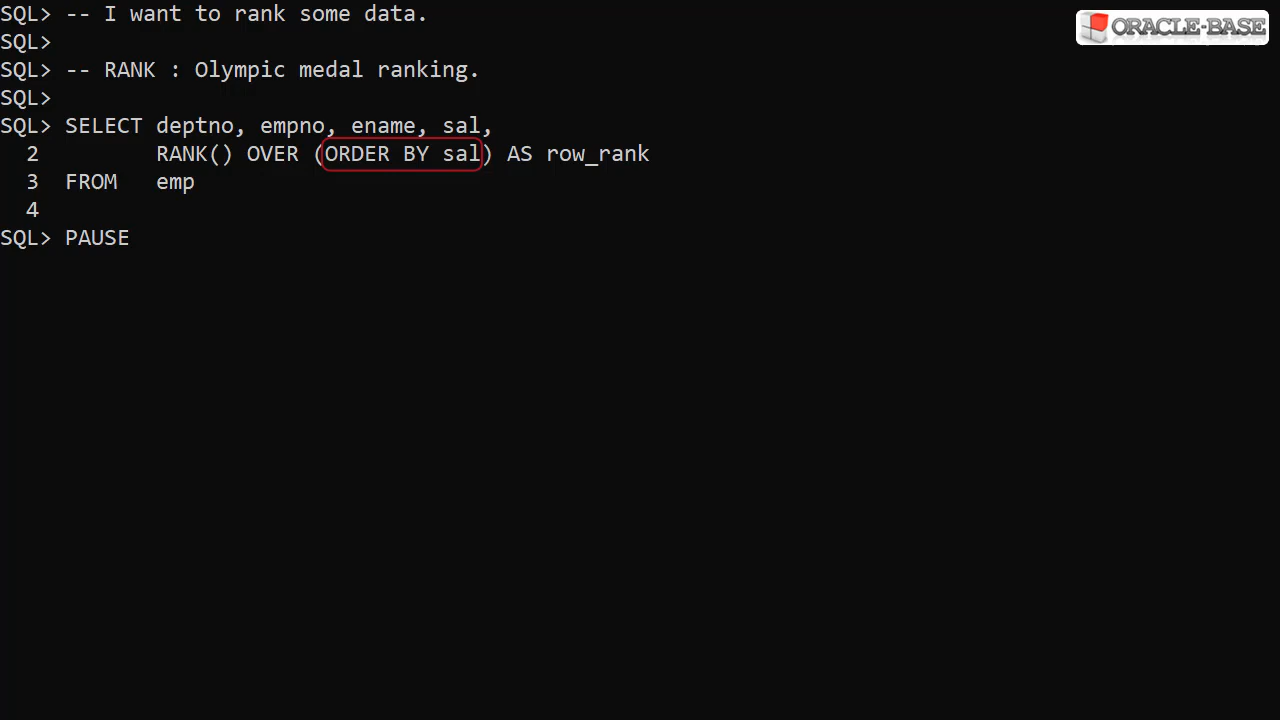 SQL> -- I want to rank some data.
SQL>
SQL> -- RANK : Olympic medal ranking.
SQL>
SQL> SELECT deptno, empno, ename, sal,
  2         RANK() OVER (ORDER BY sal) AS row_rank
  3  FROM   emp
  4
SQL> PAUSE
ORACLE-BASE